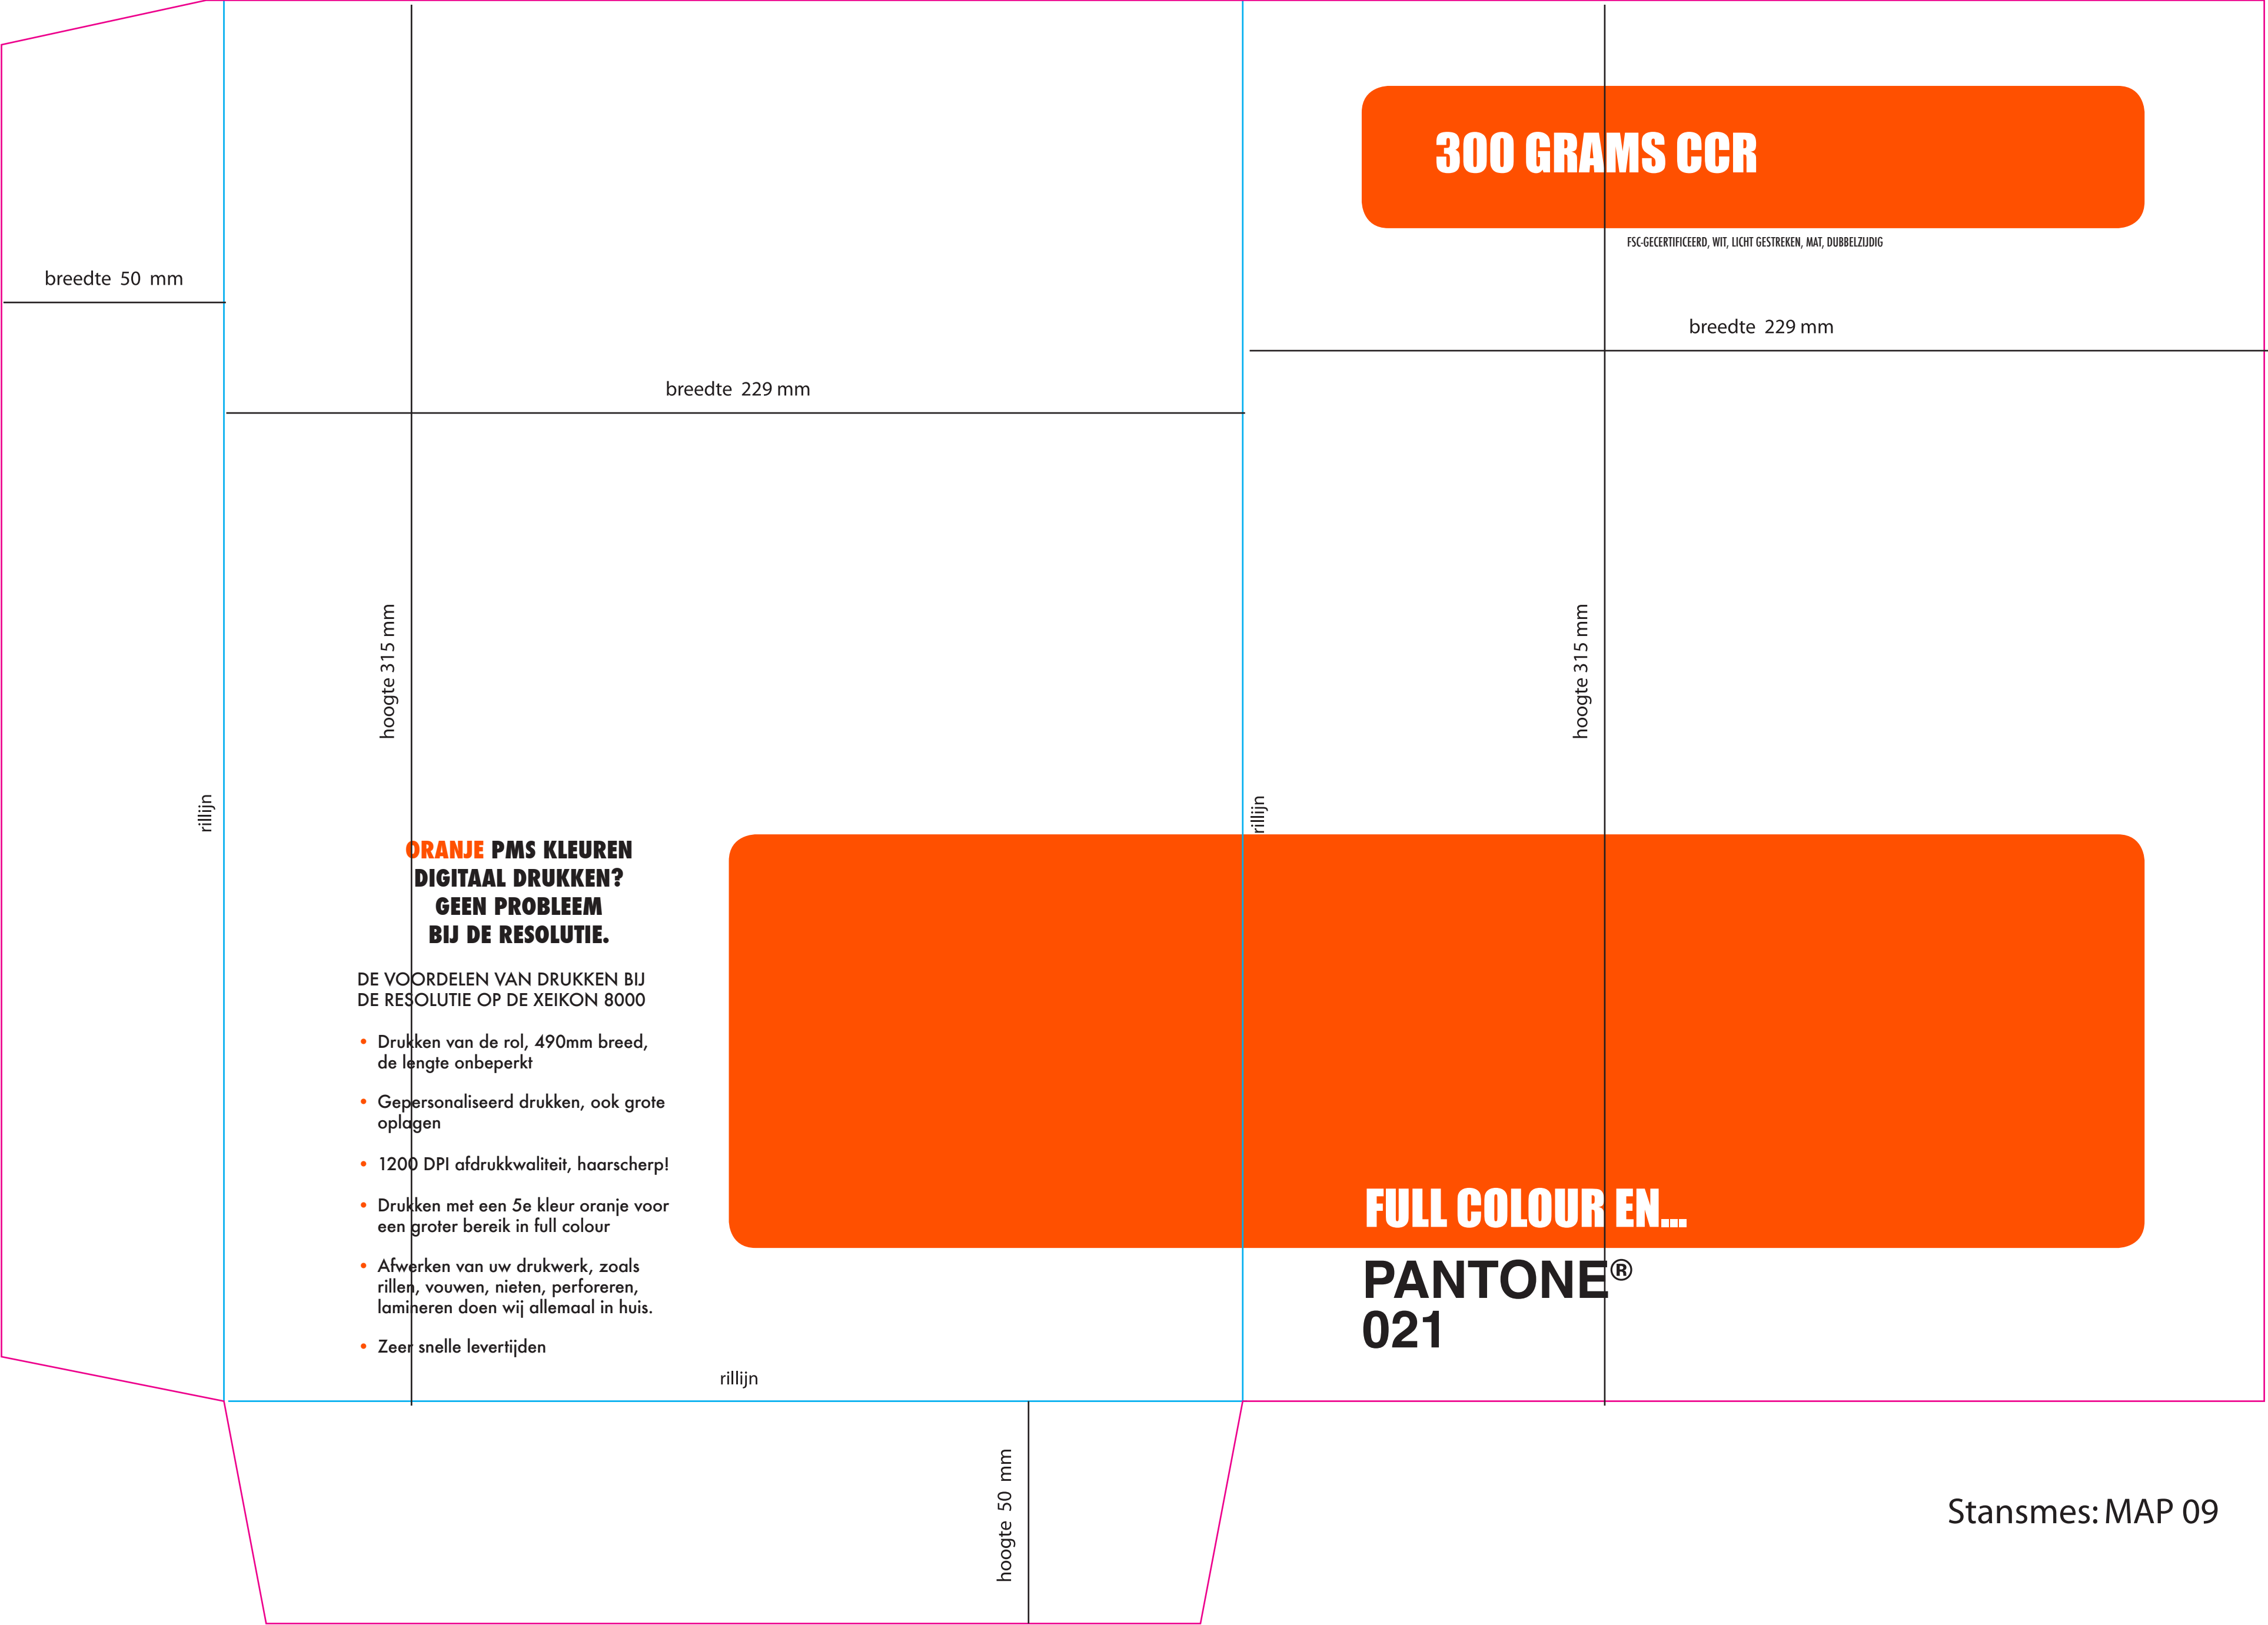 300 GRAMS CCR
FSC-GECERTIFICEERD, WIT, LICHT GESTREKEN, MAT, DUBBELZIJDIG
breedte 50 mm
breedte 229 mm
breedte 229 mm
hoogte 315 mm
hoogte 315 mm
rillijn
rillijn
ORANJE PMS KLEUREN
DIGITAAL DRUKKEN?
GEEN PROBLEEM
BIJ DE RESOLUTIE.
DE VOORDELEN VAN DRUKKEN BIJ
DE RESOLUTIE OP DE XEIKON 8000
• Drukken van de rol, 490mm breed,
de lengte onbeperkt
• Gepersonaliseerd drukken, ook grote
oplagen
• 1200 DPI afdrukkwaliteit, haarscherp!
• Drukken met een 5e kleur oranje voor
een groter bereik in full colour
• Afwerken van uw drukwerk, zoals
rillen, vouwen, nieten, perforeren,
lamineren doen wij allemaal in huis.
• Zeer snelle levertijden
FULL COLOUR EN...
PANTONE®
021
rillijn
hoogte 50 mm
Stansmes: MAP 09